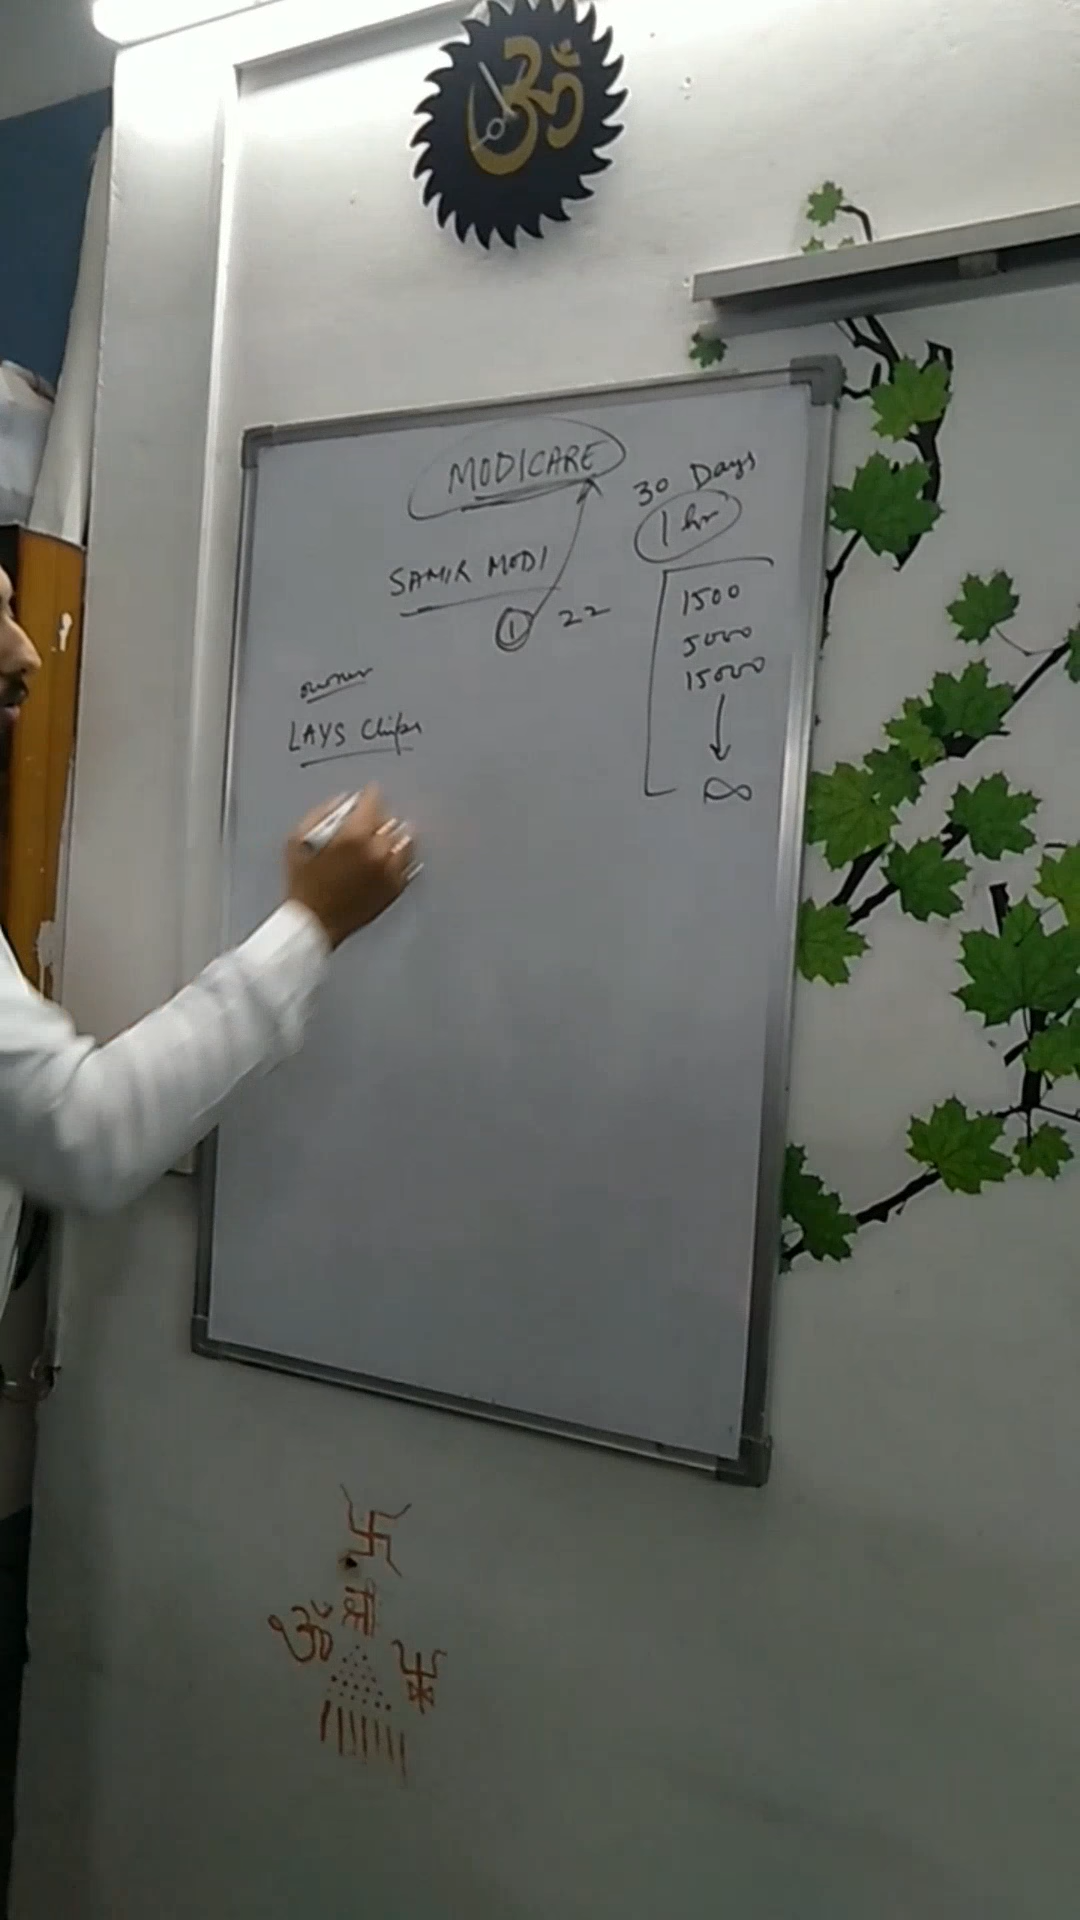 ॐ
MODICARE
30 Days
1 hr
SAMIR MODI
1 22
1500
5000
15000
∞
owner
LAYS Chips
श्री
ॐ